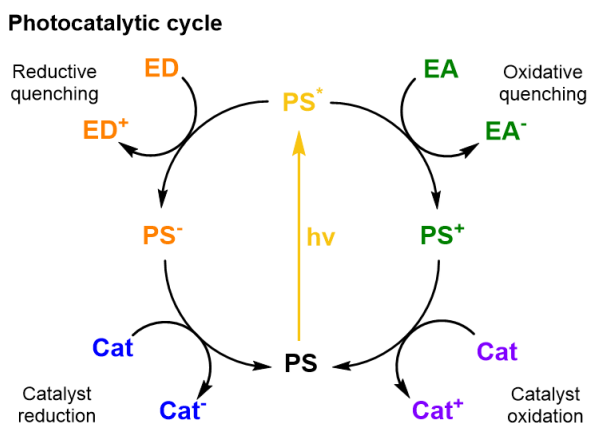 Photocatalytic cycle
Reductive
quenching
ED
ED⁺
PS*
EA
Oxidative
quenching
EA⁻
PS⁻
hν
PS⁺
Cat
PS
Cat
Catalyst
reduction
Cat⁻
Cat⁺
Catalyst
oxidation